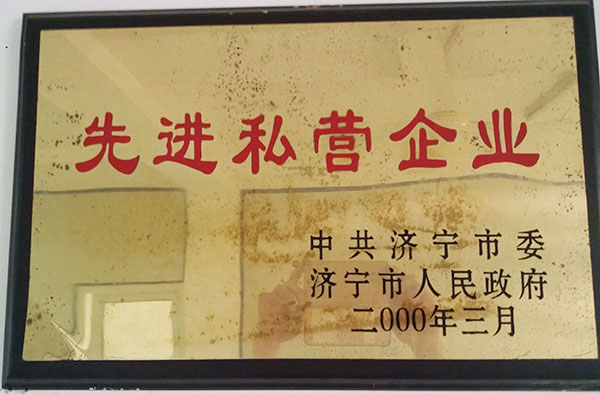 先进私营企业
中共济宁市委
济宁市人民政府
二000年三月